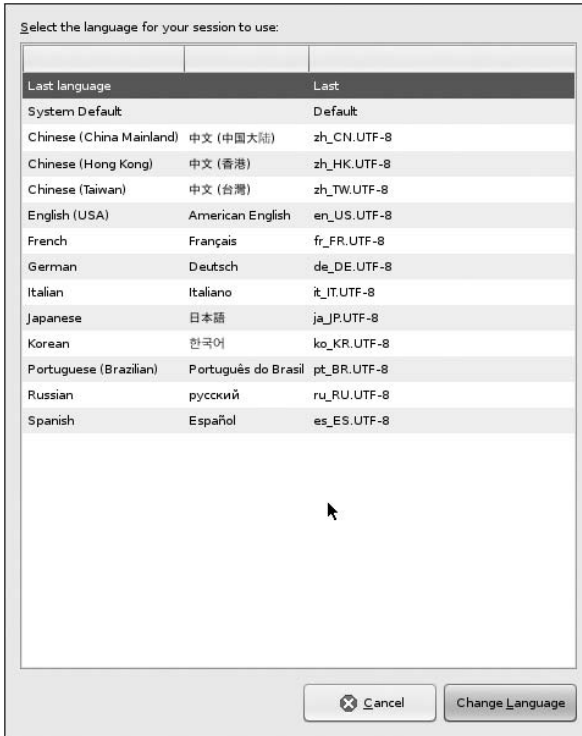 Select the language for your session to use:
Last language Last
System Default Default
Chinese (China Mainland) 中文 (中国大陆) zh_CN.UTF-8
Chinese (Hong Kong) 中文 (香港) zh_HK.UTF-8
Chinese (Taiwan) 中文 (台灣) zh_TW.UTF-8
English (USA) American English en_US.UTF-8
French Français fr_FR.UTF-8
German Deutsch de_DE.UTF-8
Italian Italiano it_IT.UTF-8
Japanese 日本語 ja_JP.UTF-8
Korean 한국어 ko_KR.UTF-8
Portuguese (Brazilian) Português do Brasil pt_BR.UTF-8
Russian русский ru_RU.UTF-8
Spanish Español es_ES.UTF-8
Cancel Change Language